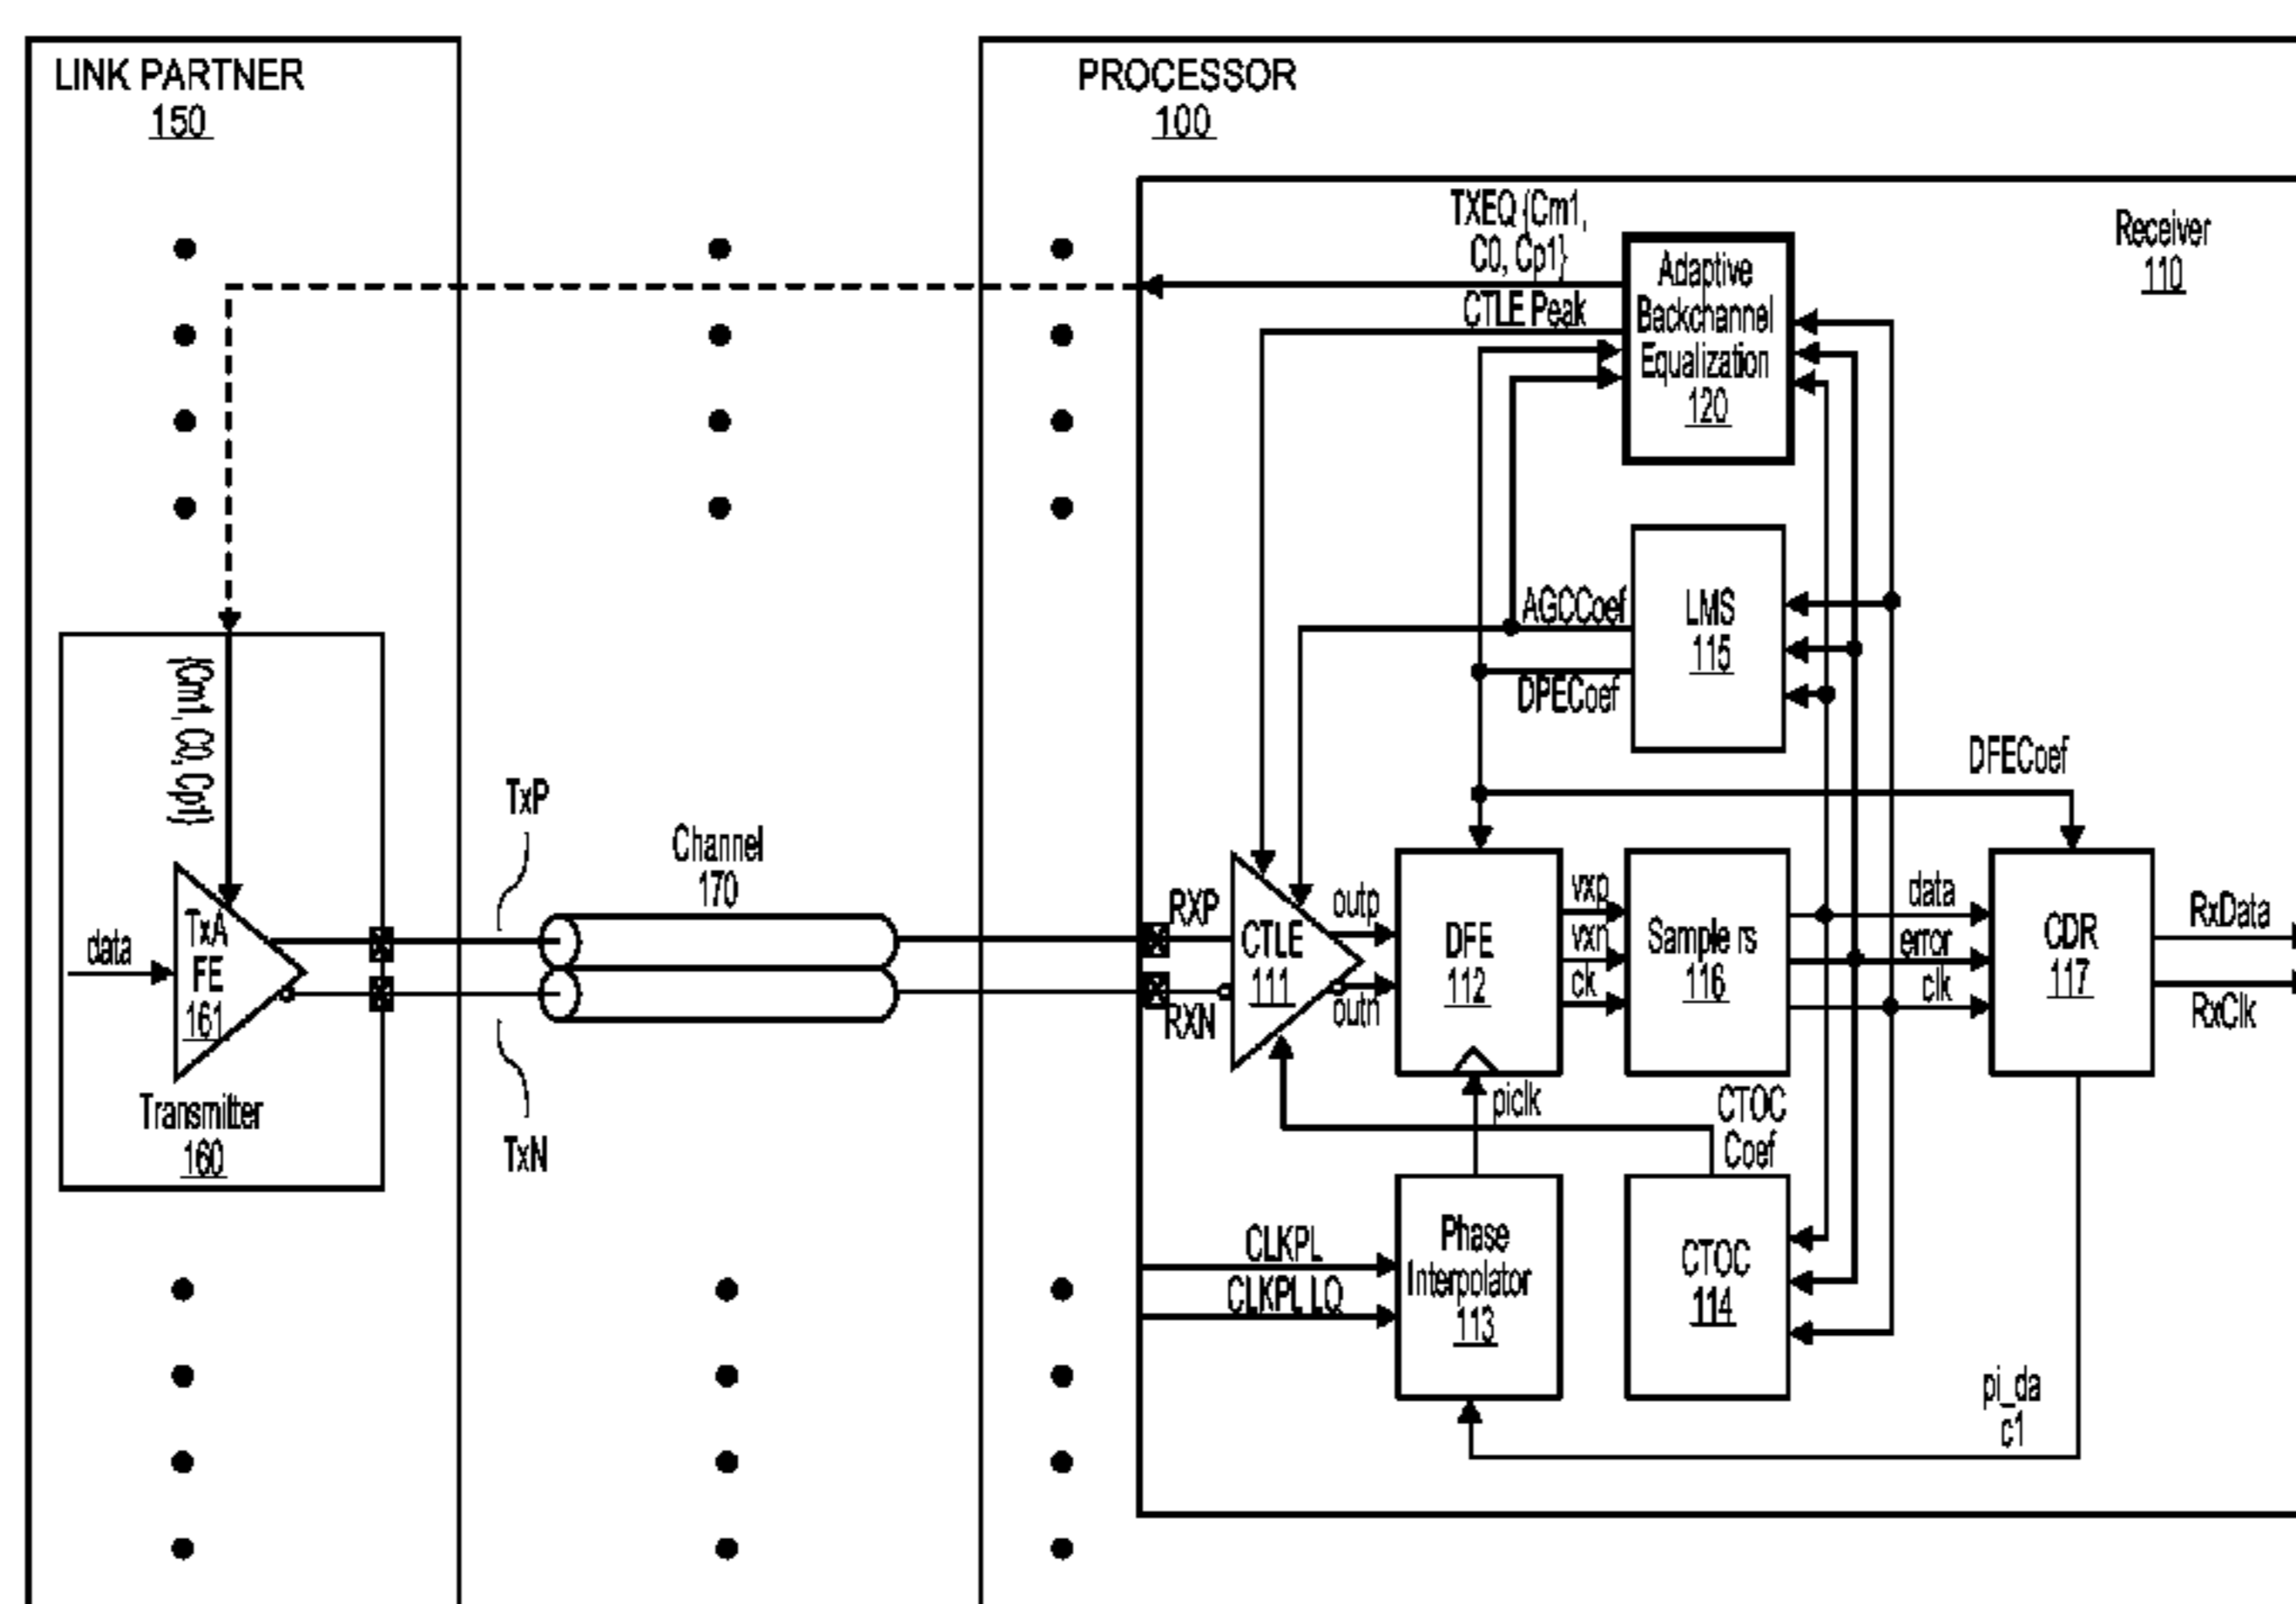 LINK PARTNER
150
PROCESSOR
100
Receiver
110
TXEQ {Cm1,
C0, Cp1}
CTLE Peak
Adaptive
Backchannel
Equalization
120
LMS
115
AGCCoef
DPECoef
DFECoef
{Cm1, C0, Cp1}
TxP
Channel
170
data
TxA
FE
161
Transmitter
160
TxN
RXP
RXN
CTLE
111
outp
outn
DFE
112
vxp
vxn
ck
Samplers
116
data
error
clk
CDR
117
RxData
RxClk
piclk
CTOC
Coef
CLKPL
CLKPL LQ
Phase
Interpolator
113
CTOC
114
pi_da
c1